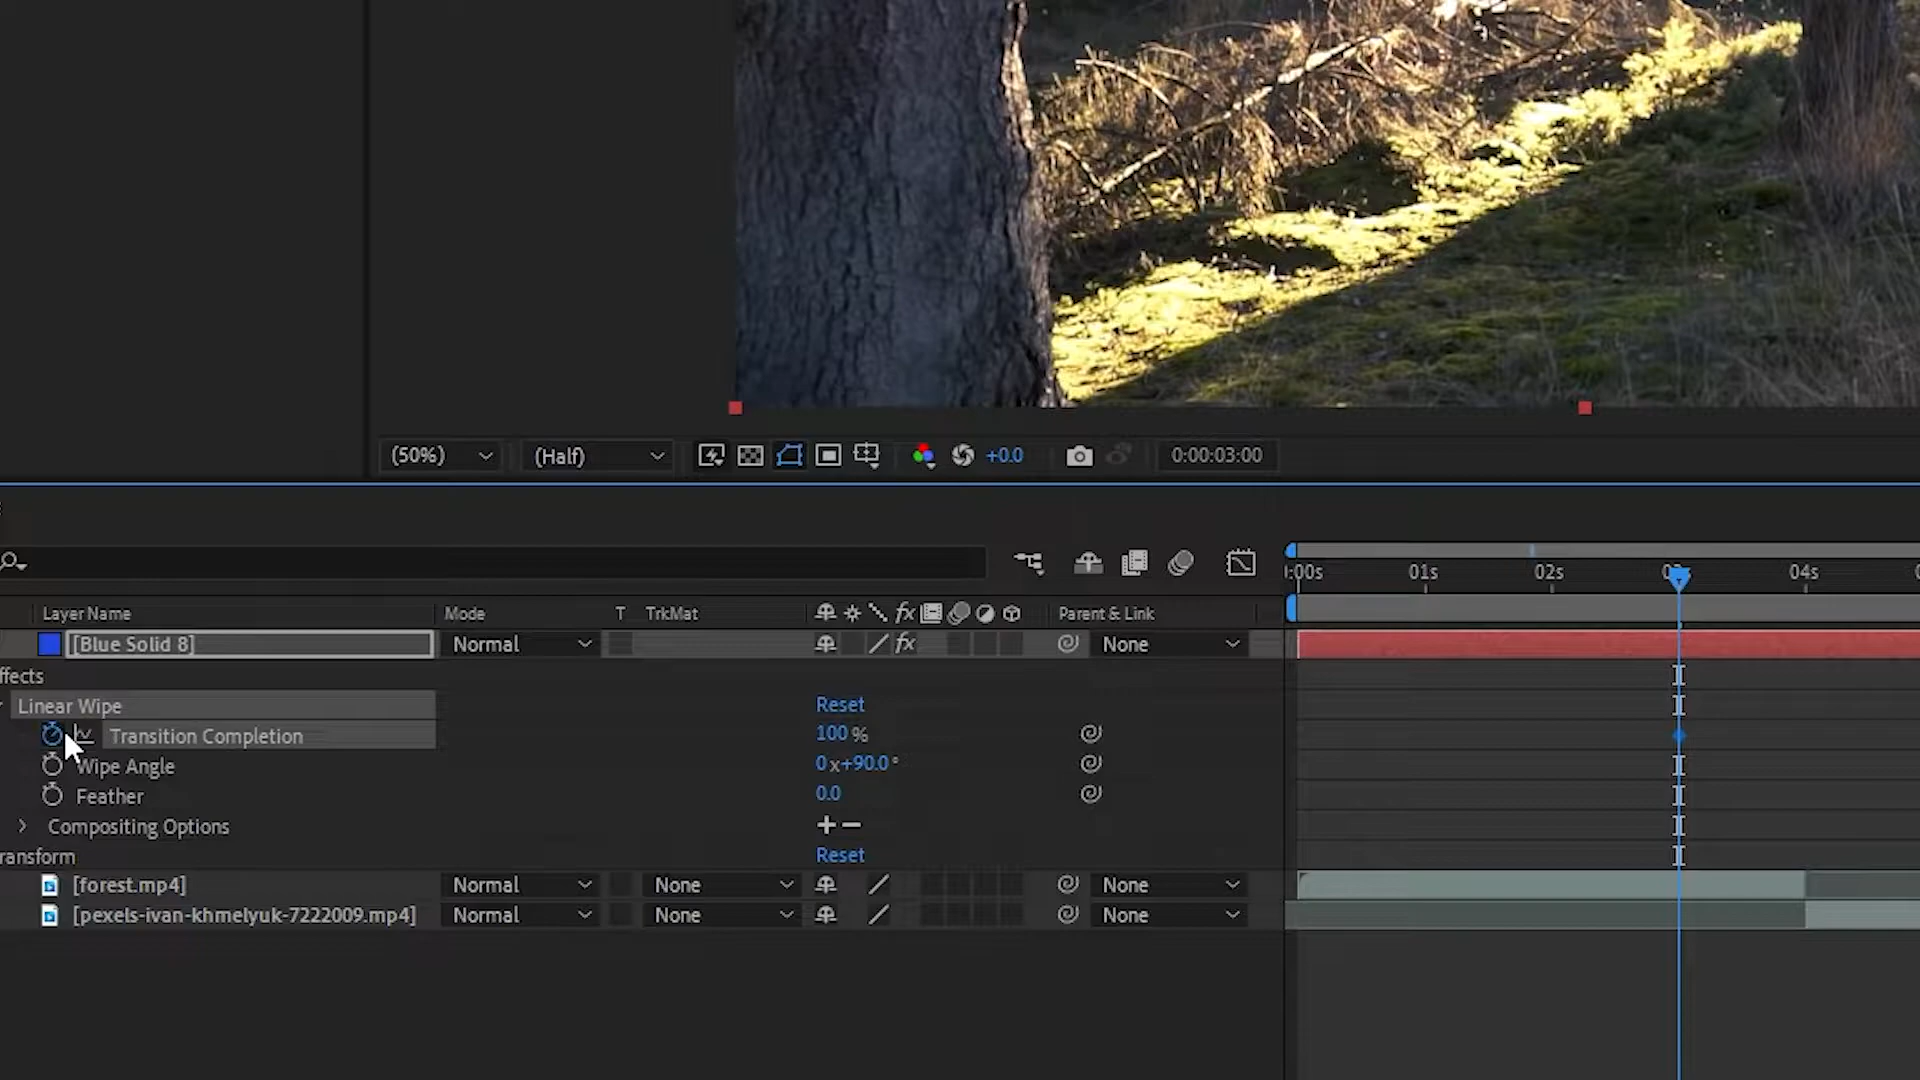 (50%) (Half) +0.0 0:00:03:00
:00s 01s 02s 04s
Layer Name Mode T TrkMat fx Parent & Link
[Blue Solid 8] Normal fx None
ffects
Linear Wipe Reset
Transition Completion 100 %
Wipe Angle 0 x+90.0°
Feather 0.0
Compositing Options + −
ransform Reset
[forest.mp4] Normal None None
[pexels-ivan-khmelyuk-7222009.mp4] Normal None None